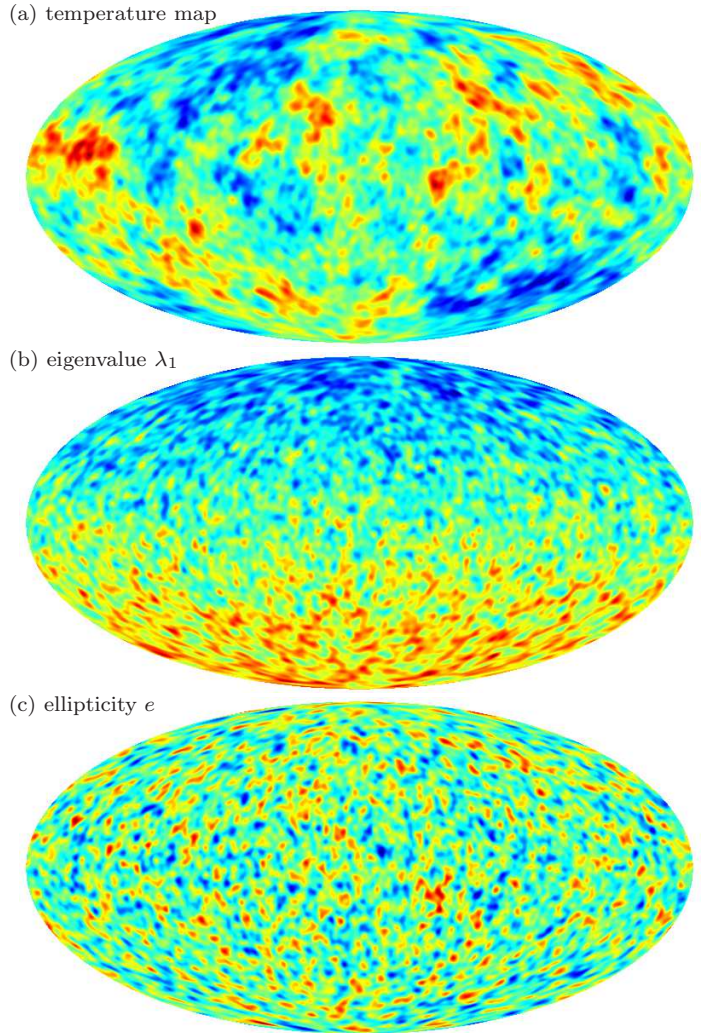 (a) temperature map
(b) eigenvalue λ₁
(c) ellipticity e